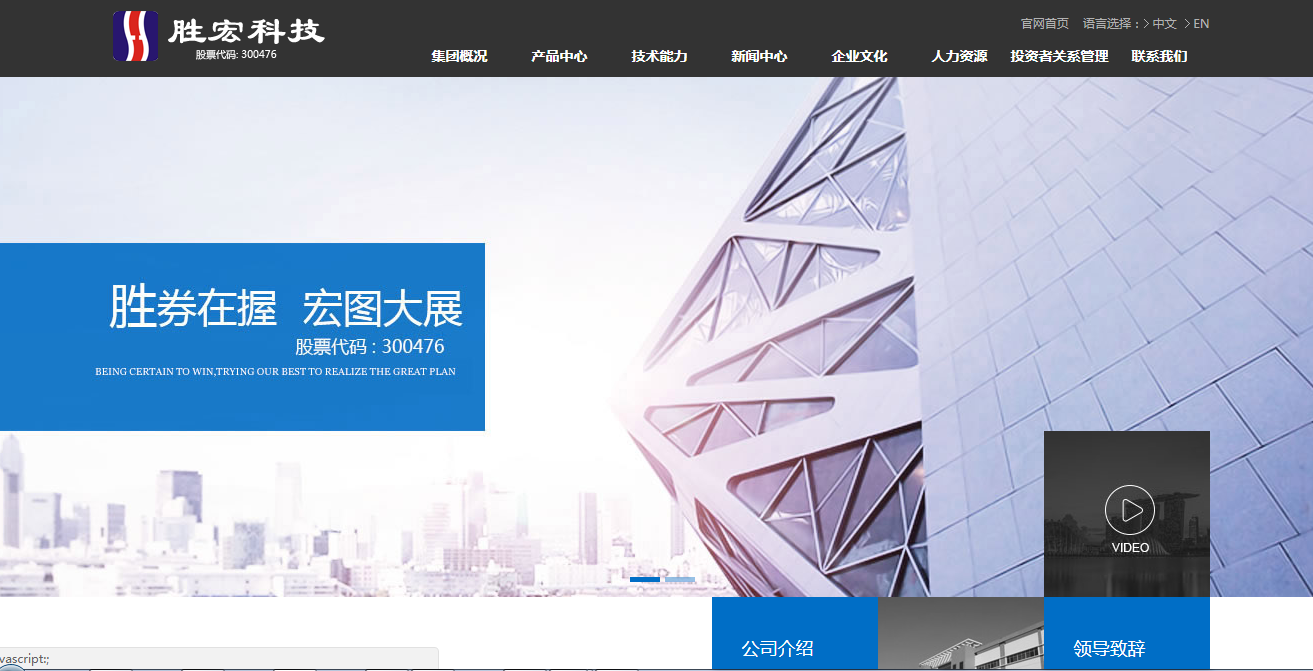 胜宏科技
股票代码: 300476
官网首页 语言选择：> 中文 > EN
集团概况 产品中心 技术能力 新闻中心 企业文化 人力资源 投资者关系管理 联系我们
胜券在握 宏图大展
股票代码 : 300476
BEING CERTAIN TO WIN,TRYING OUR BEST TO REALIZE THE GREAT PLAN
VIDEO
公司介绍
领导致辞
vascript:;